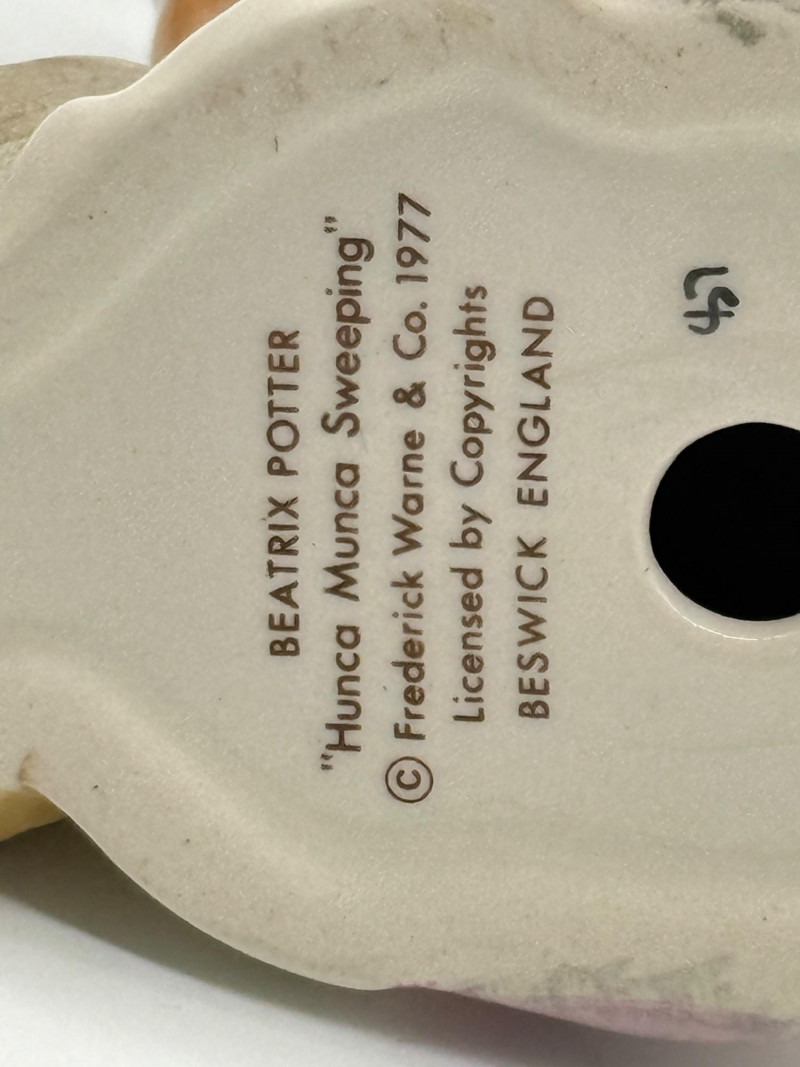 BEATRIX POTTER
"Hunca Munca Sweeping"
© Frederick Warne & Co. 1977
Licensed by Copyrights
BESWICK ENGLAND